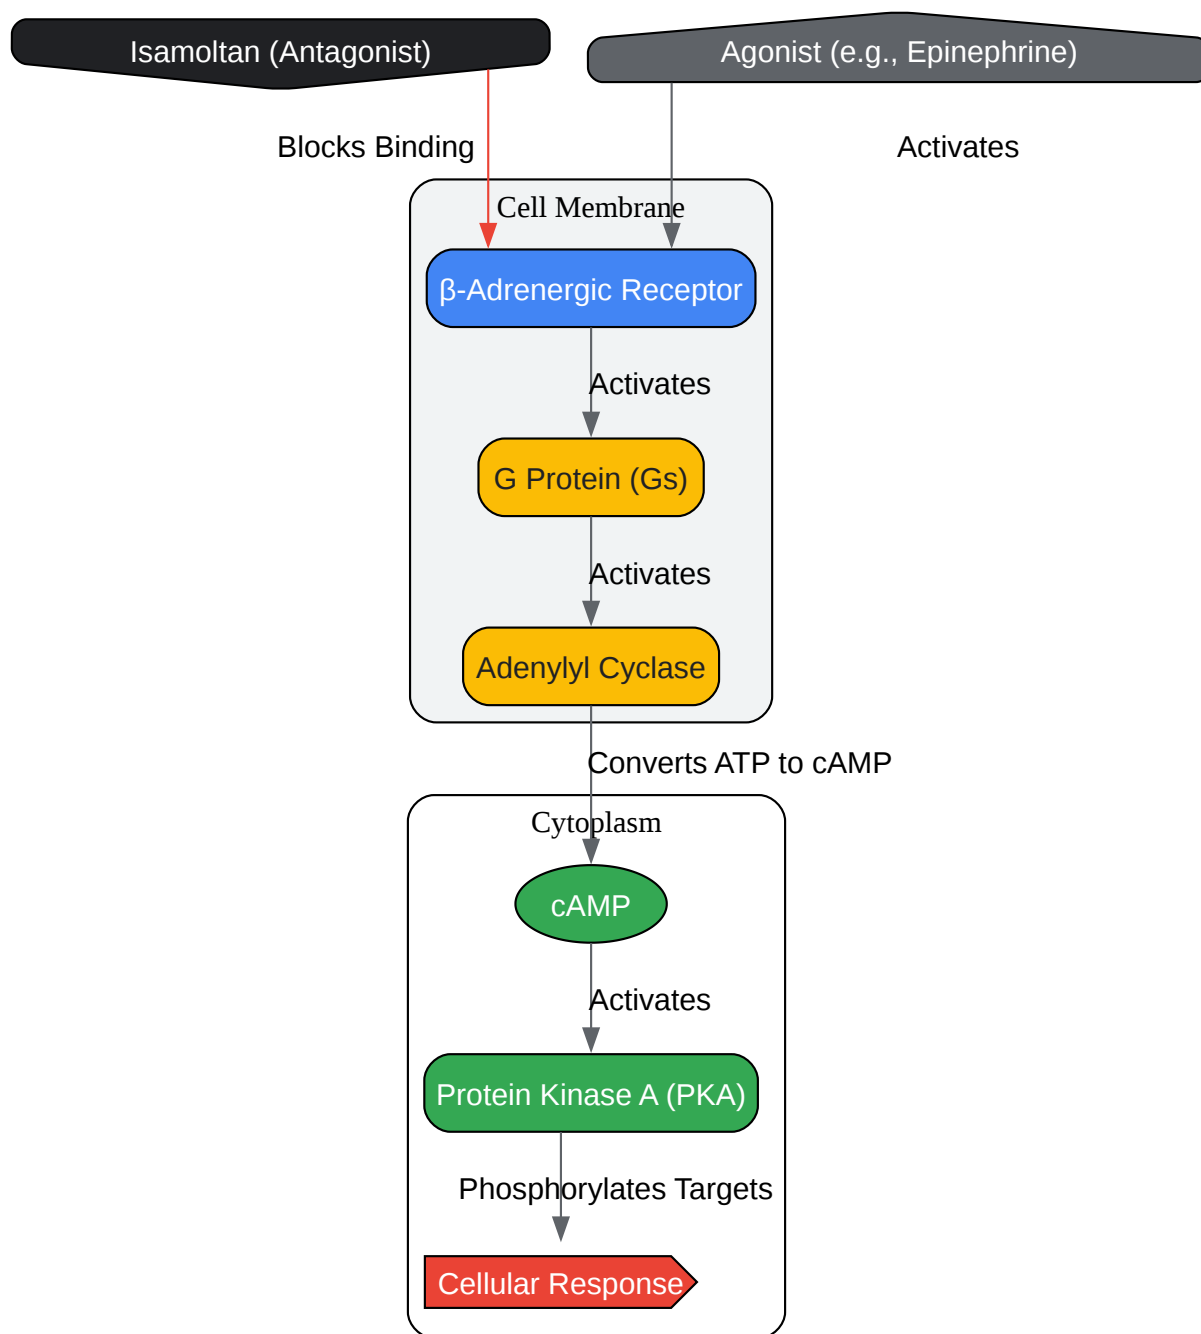 Isamoltan (Antagonist)
Agonist (e.g., Epinephrine)
Blocks Binding
Activates
Cell Membrane
β-Adrenergic Receptor
Activates
G Protein (Gs)
Activates
Adenylyl Cyclase
Converts ATP to cAMP
Cytoplasm
cAMP
Activates
Protein Kinase A (PKA)
Phosphorylates Targets
Cellular Response